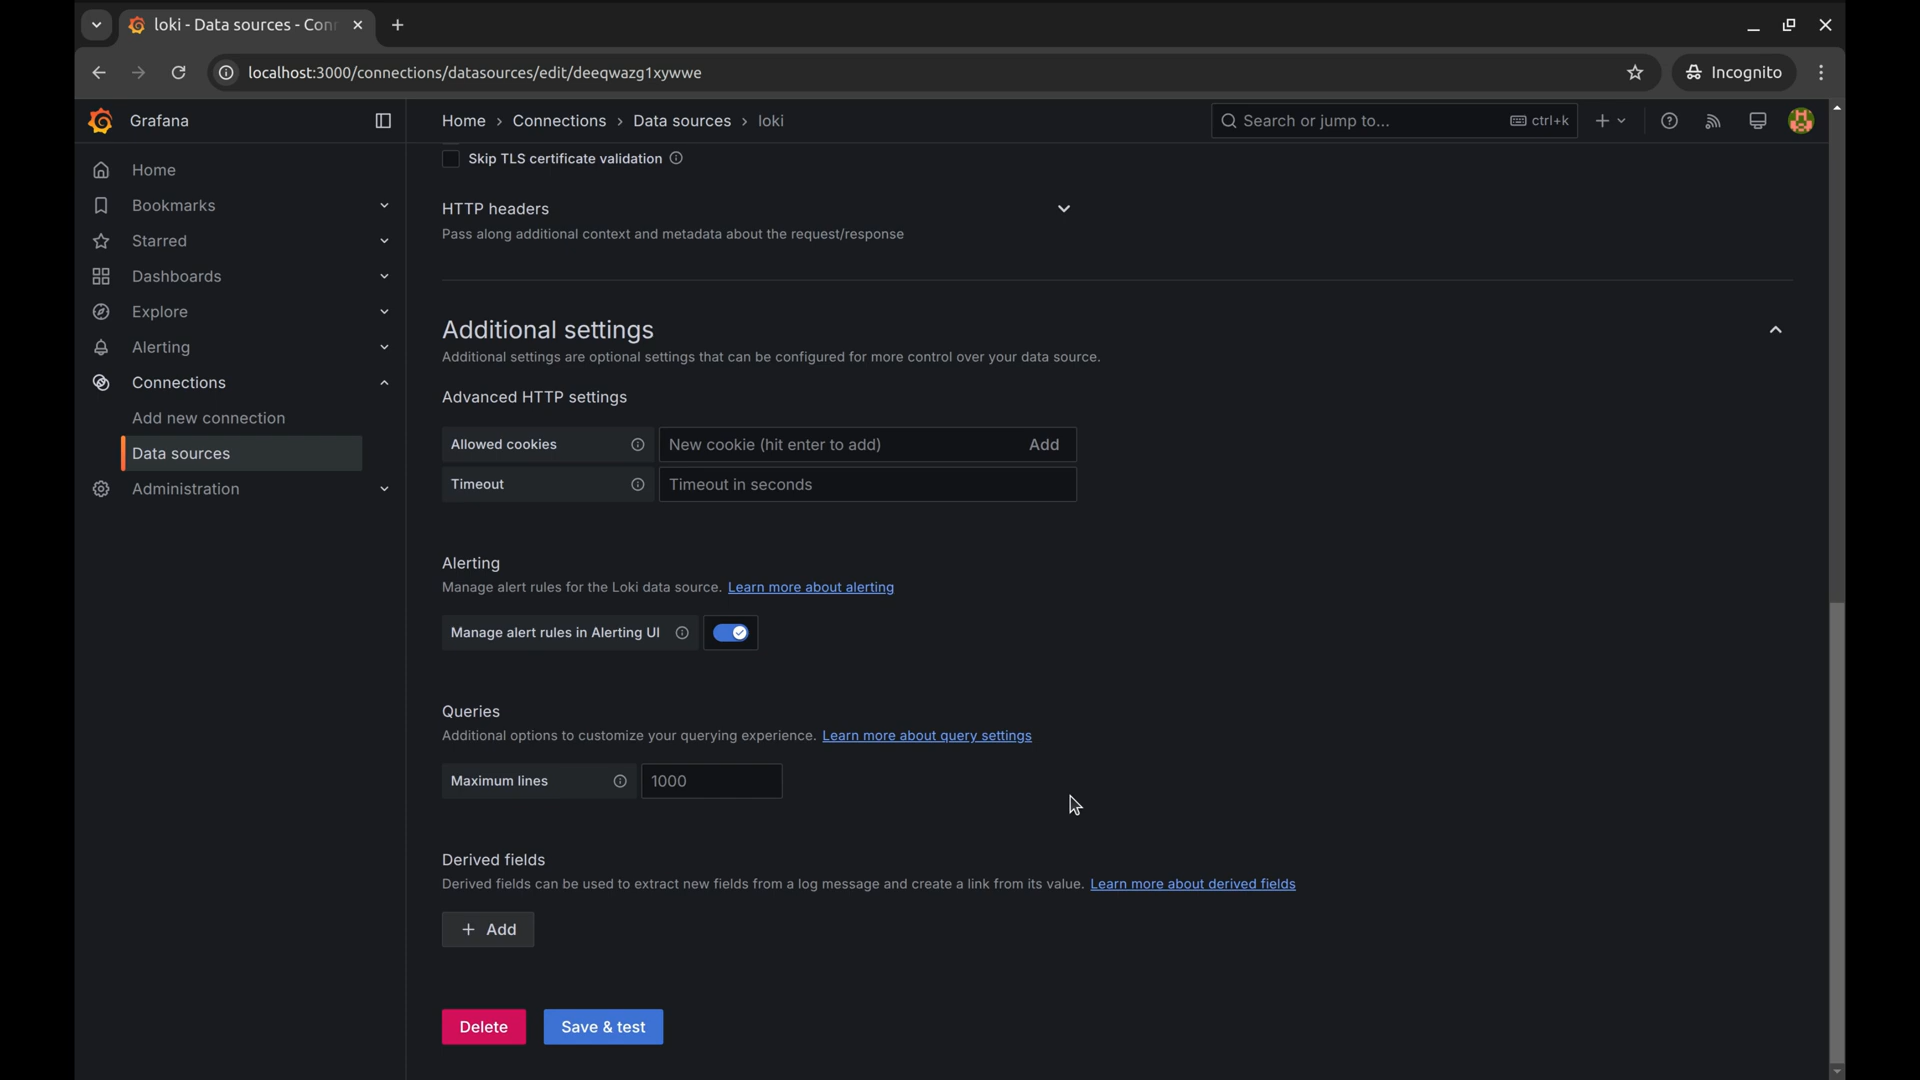 loki - Data sources - Con
localhost:3000/connections/datasources/edit/deeqwazg1xywwe
Incognito
Grafana
Home › Connections › Data sources › loki
Search or jump to...
ctrl+k
Home
Bookmarks
Starred
Dashboards
Explore
Alerting
Connections
Add new connection
Data sources
Administration
Skip TLS certificate validation
HTTP headers
Pass along additional context and metadata about the request/response
Additional settings
Additional settings are optional settings that can be configured for more control over your data source.
Advanced HTTP settings
Allowed cookies
New cookie (hit enter to add)
Add
Timeout
Timeout in seconds
Alerting
Manage alert rules for the Loki data source. Learn more about alerting
Manage alert rules in Alerting UI
Queries
Additional options to customize your querying experience. Learn more about query settings
Maximum lines
1000
Derived fields
Derived fields can be used to extract new fields from a log message and create a link from its value. Learn more about derived fields
+ Add
Delete
Save & test